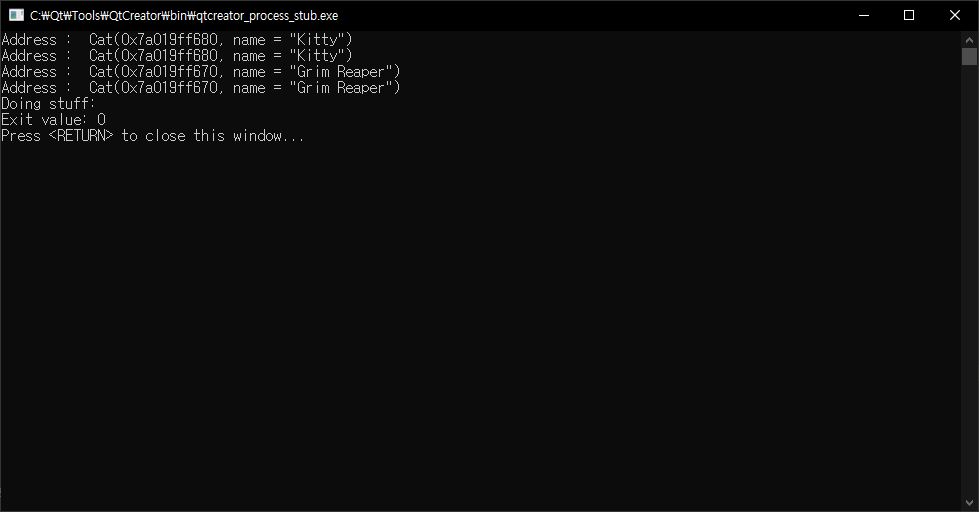 C:₩Qt₩Tools₩QtCreator₩bin₩qtcreator_process_stub.exe
Address :  Cat(0x7a019ff680, name = "Kitty")
Address :  Cat(0x7a019ff680, name = "Kitty")
Address :  Cat(0x7a019ff670, name = "Grim Reaper")
Address :  Cat(0x7a019ff670, name = "Grim Reaper")
Doing stuff:
Exit value: 0
Press <RETURN> to close this window...